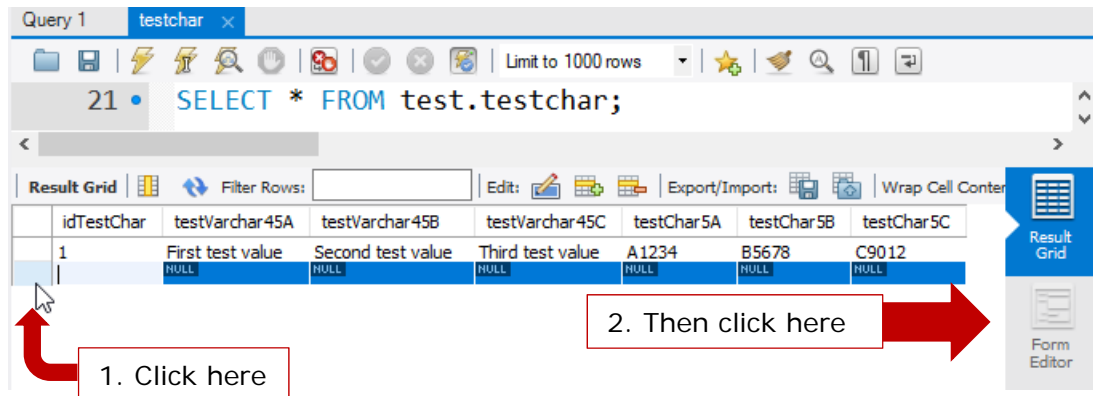 Query 1 testchar ×
Limit to 1000 rows
21 SELECT * FROM test.testchar;
Result Grid Filter Rows: Edit: Export/Import: Wrap Cell Conten
idTestChar testVarchar45A testVarchar45B testVarchar45C testChar5A testChar5B testChar5C
1 First test value Second test value Third test value A1234 B5678 C9012
NULL NULL NULL NULL NULL NULL
Result
Grid
2. Then click here
Form
Editor
1. Click here